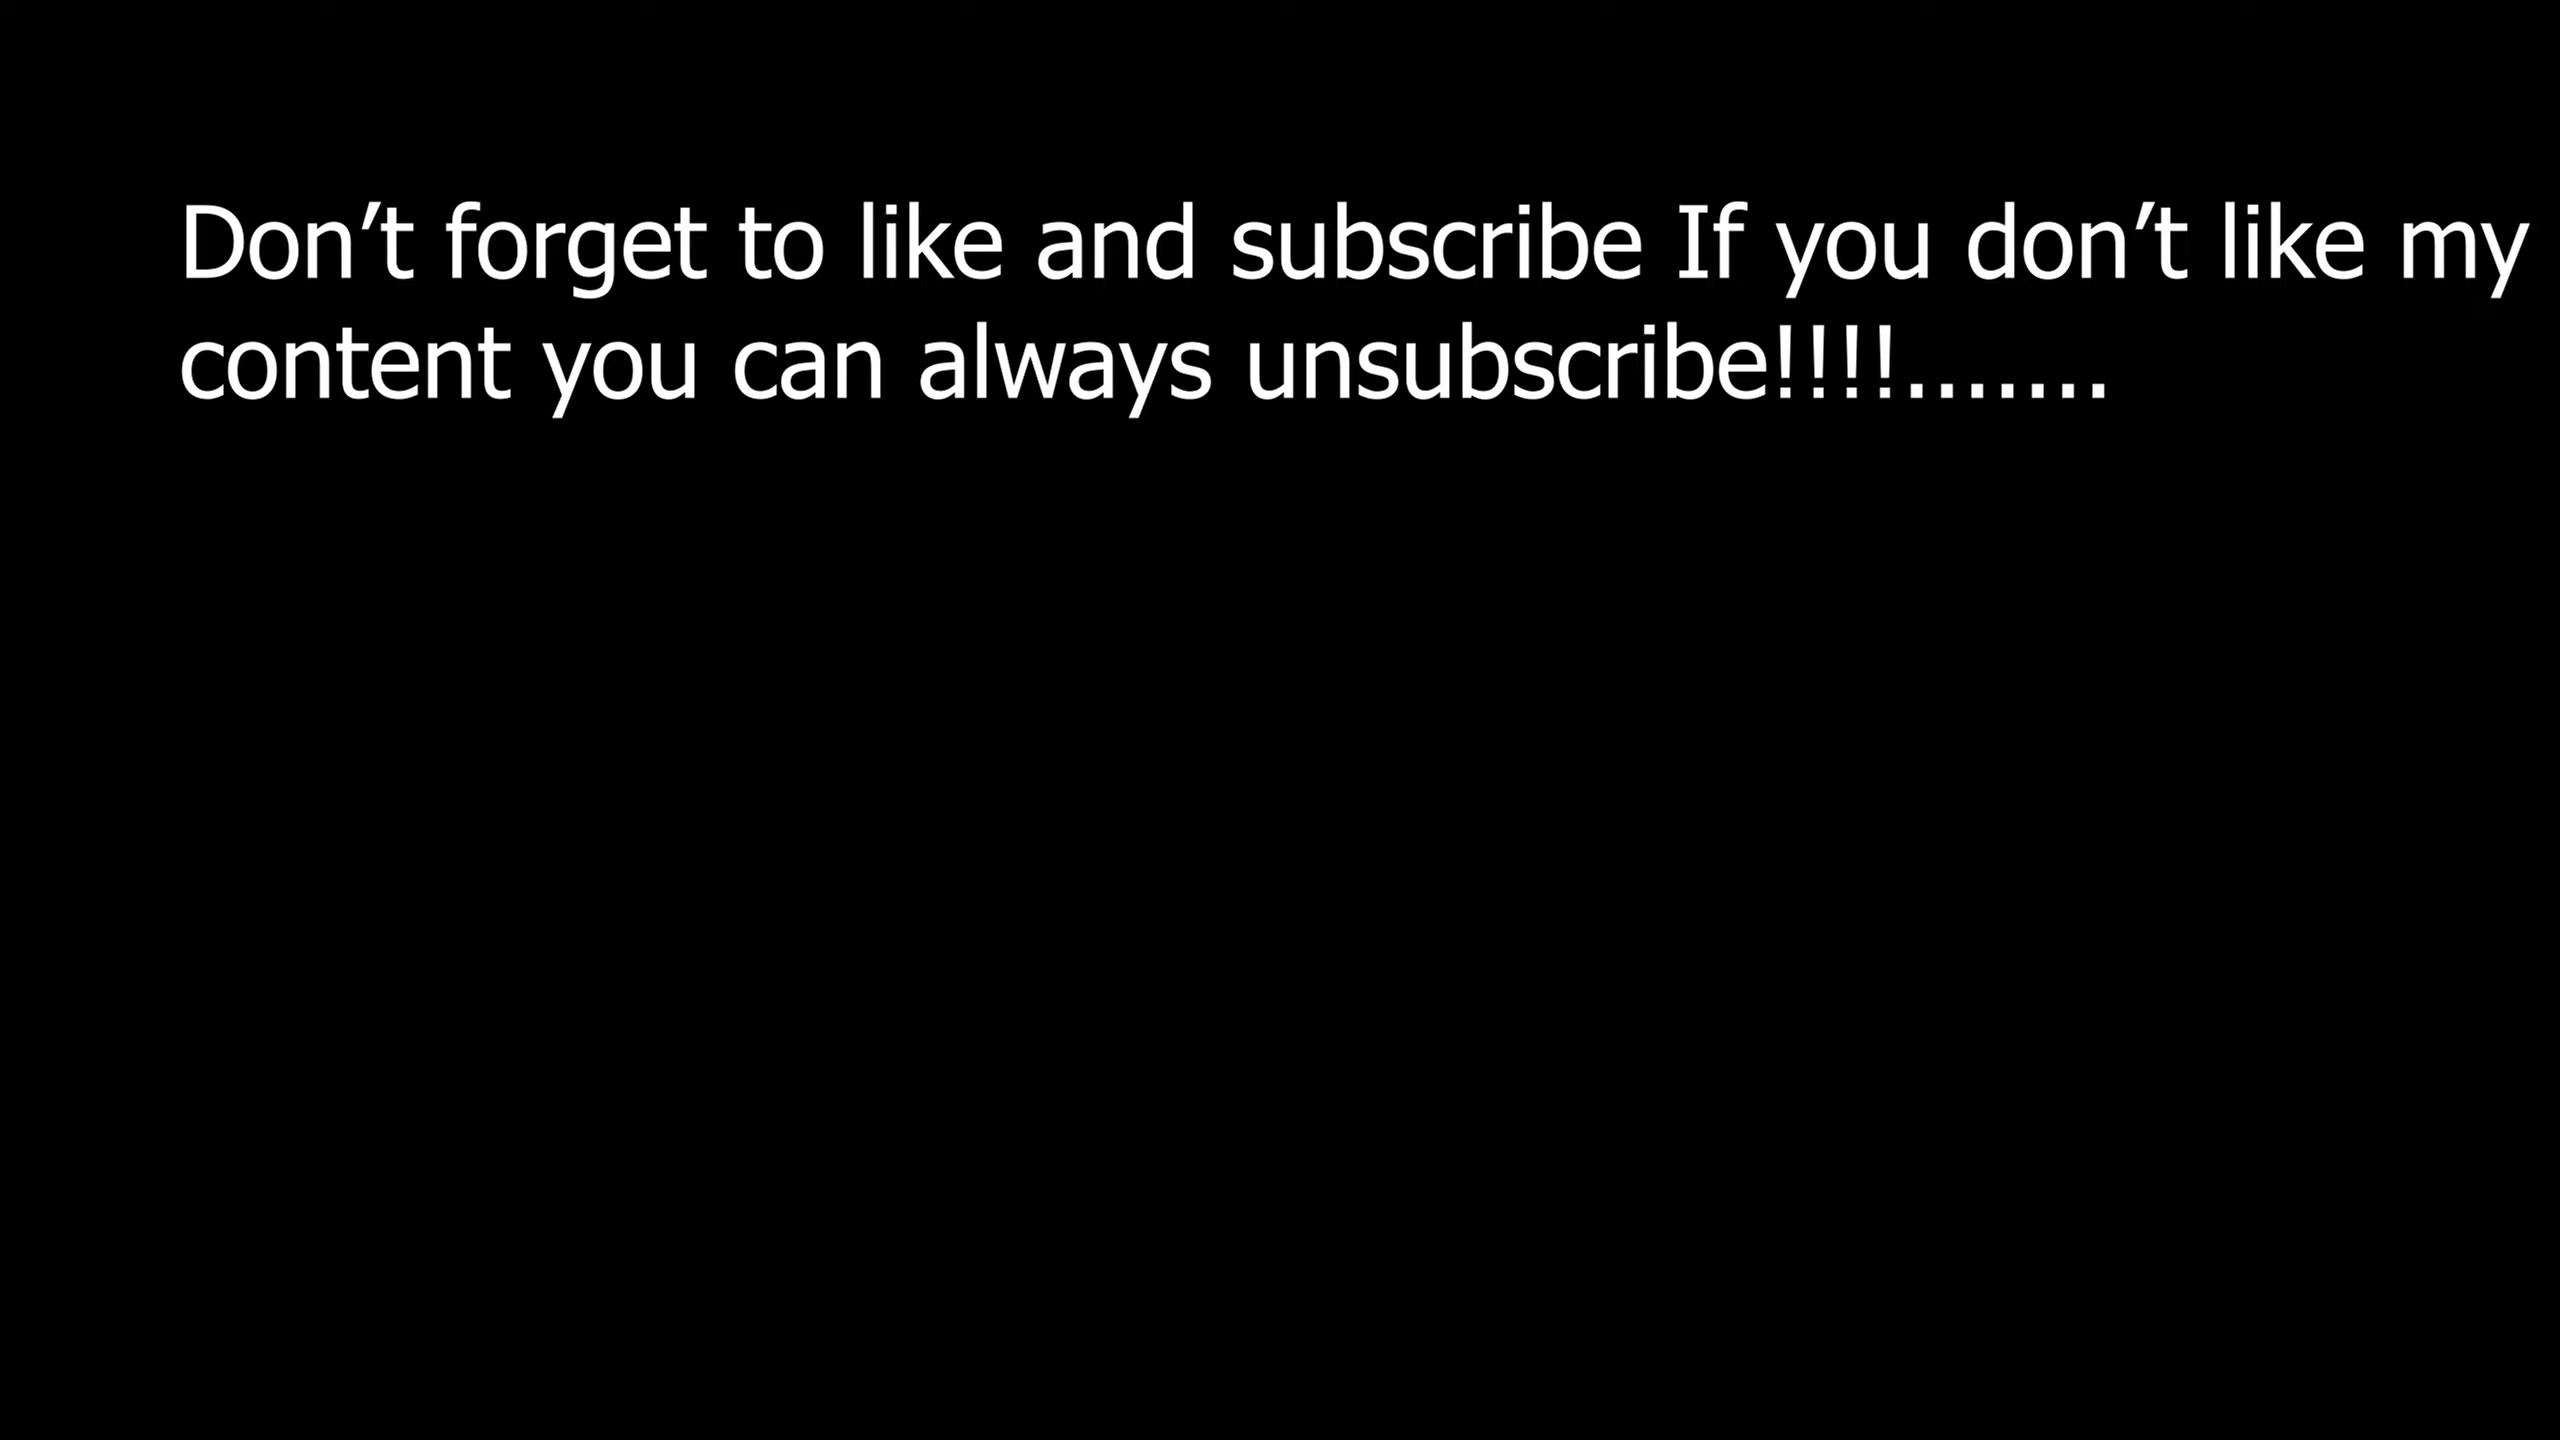 Don’t forget to like and subscribe If you don’t like my
content you can always unsubscribe!!!!.......